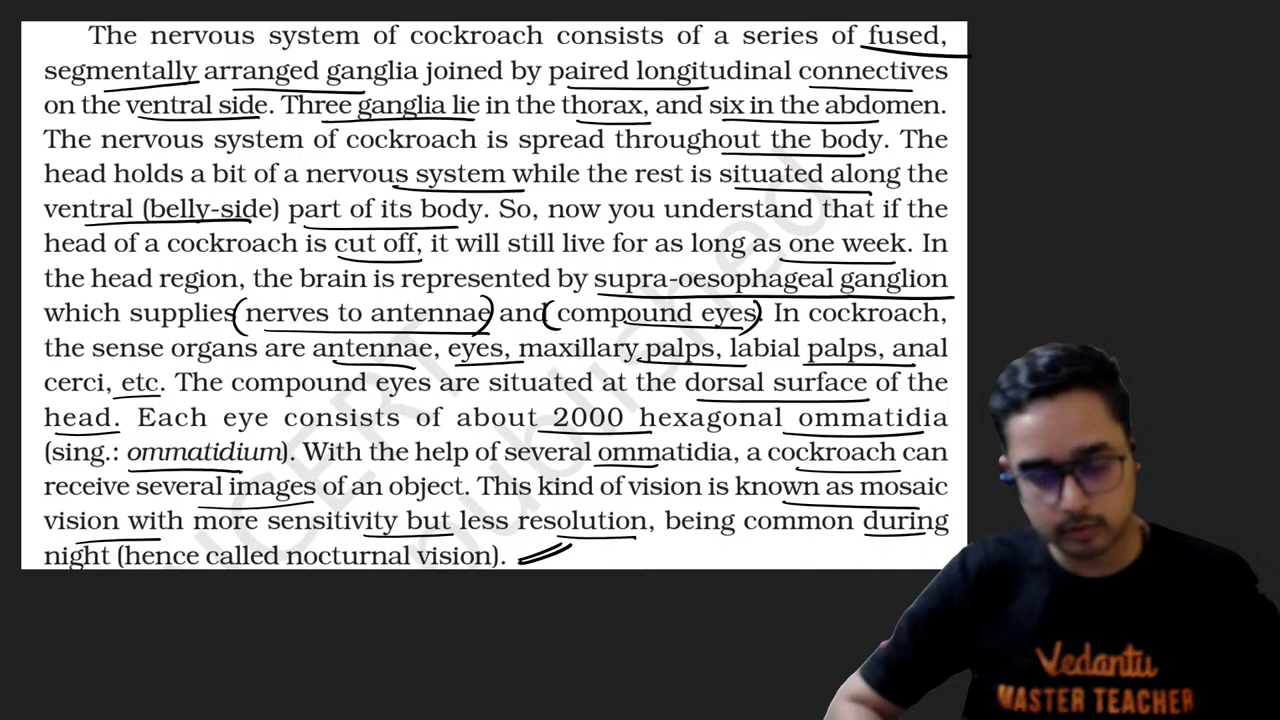 The nervous system of cockroach consists of a series of fused,
segmentally arranged ganglia joined by paired longitudinal connectives
on the ventral side. Three ganglia lie in the thorax, and six in the abdomen.
The nervous system of cockroach is spread throughout the body. The
head holds a bit of a nervous system while the rest is situated along the
ventral (belly-side) part of its body. So, now you understand that if the
head of a cockroach is cut off, it will still live for as long as one week. In
the head region, the brain is represented by supra-oesophageal ganglion
which supplies nerves to antennae and compound eyes. In cockroach,
the sense organs are antennae, eyes, maxillary palps, labial palps, anal
cerci, etc. The compound eyes are situated at the dorsal surface of the
head. Each eye consists of about 2000 hexagonal ommatidia
(sing.: ommatidium). With the help of several ommatidia, a cockroach can
receive several images of an object. This kind of vision is known as mosaic
vision with more sensitivity but less resolution, being common during
night (hence called nocturnal vision).
Vedantu
MASTER TEACHER